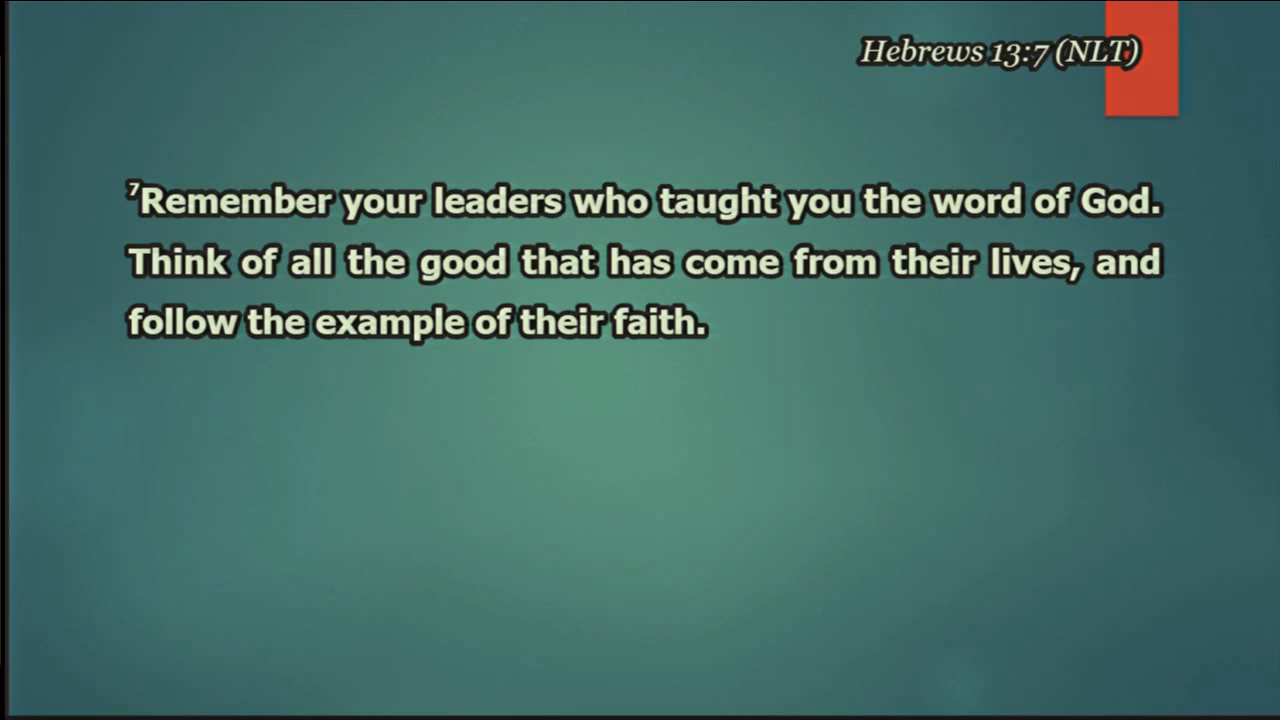 Hebrews 13:7 (NLT)
⁷Remember your leaders who taught you the word of God.
Think of all the good that has come from their lives, and
follow the example of their faith.